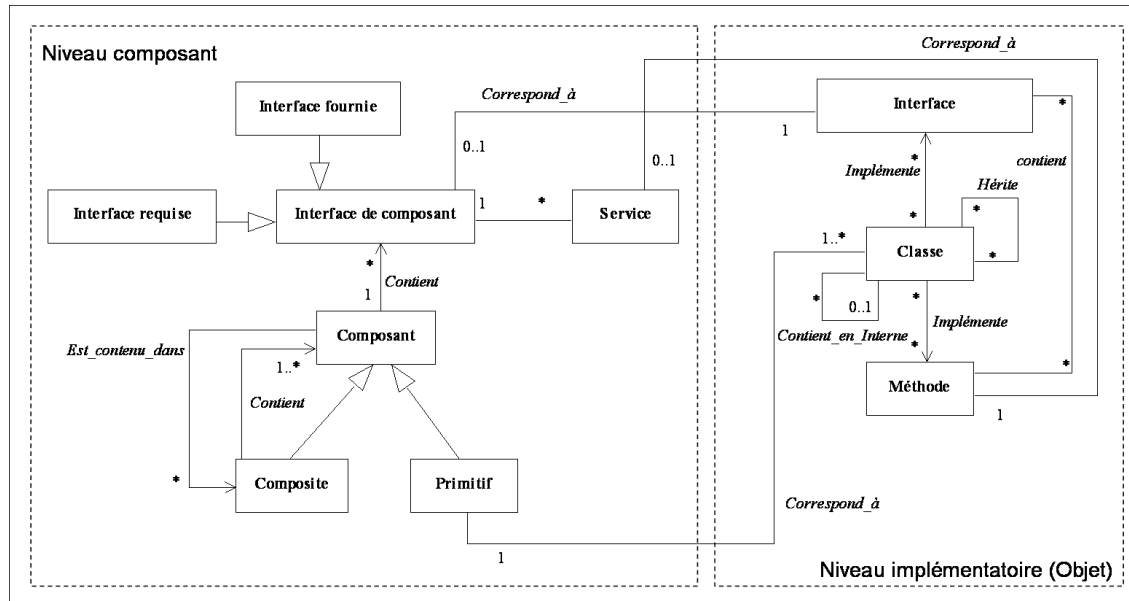 Niveau composant
Correspond_à
Interface fournie
Correspond_à
Interface
*
1
0..1
0..1
*
Implémente
contient
Hérite
Interface requise
Interface de composant
1
*
Service
*
*
1..*
Classe
*
*
Contient
1
*
0..1
*
Contient_en_Interne
Implémente
*
Composant
Est_contenu_dans
1..*
Contient
*
Méthode
1
*
Composite
Primitif
Correspond_à
1
Niveau implémentatoire (Objet)